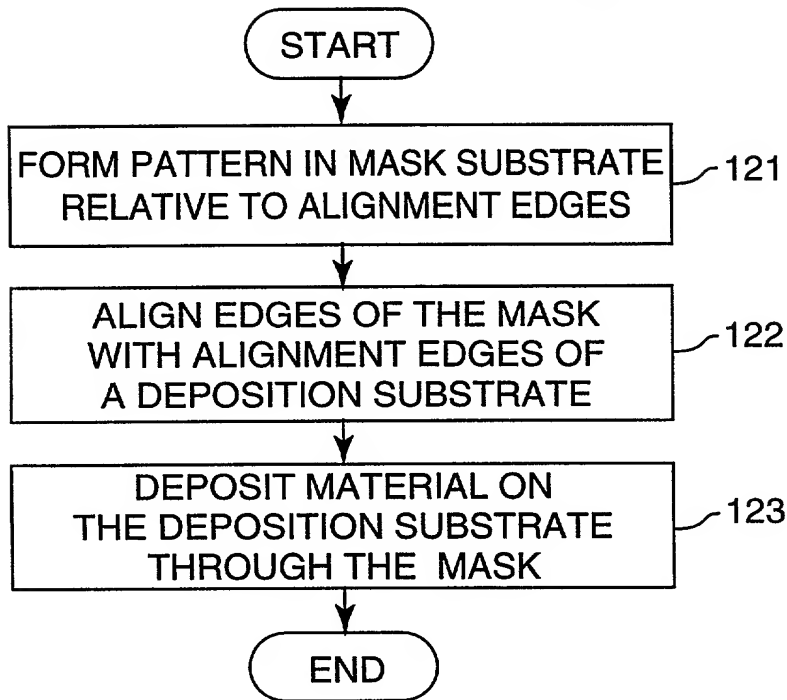 START
FORM PATTERN IN MASK SUBSTRATE
RELATIVE TO ALIGNMENT EDGES
121
ALIGN EDGES OF THE MASK
WITH ALIGNMENT EDGES OF
A DEPOSITION SUBSTRATE
122
DEPOSIT MATERIAL ON
THE DEPOSITION SUBSTRATE
THROUGH THE MASK
123
END